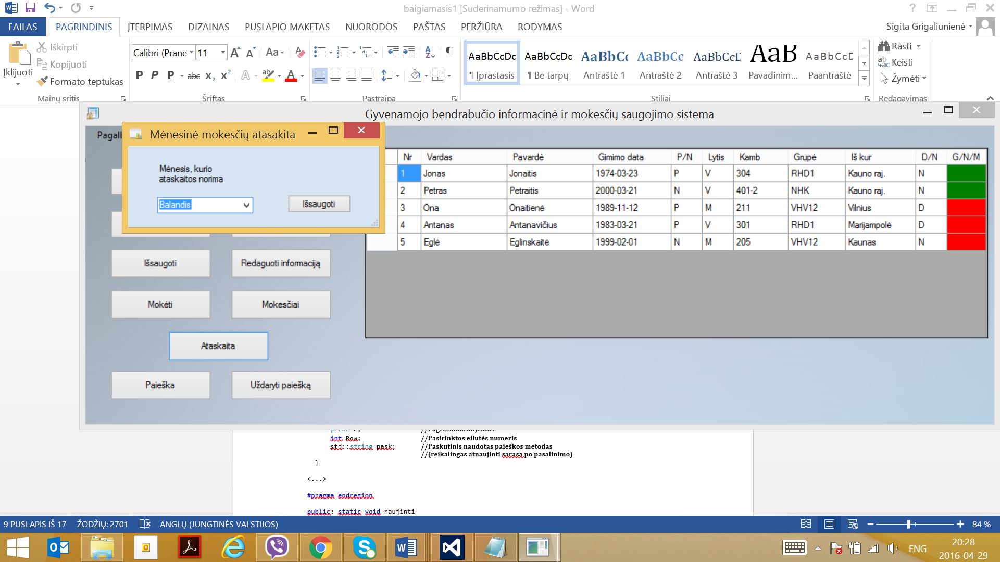 baigiamasis1 [Suderinamumo režimas] - Word
FAILAS PAGRINDINIS ĮTERPIMAS DIZAINAS PUSLAPIO MAKETAS NUORODOS PAŠTAS PERŽIŪRA RODYMAS Sigita Grigaliūnienė
Įklijuoti
Iškirpti
Kopijuoti
Formato teptukas
Mainų sritis
Calibri (Prane 11
Šriftas
Pastraipa
AaBbCcDc AaBbCcDc AaBbCc AaBbCc AaBbCcD AaB AaBbCcD
¶ Įprastasis ¶ Be tarpų Antraštė 1 Antraštė 2 Antraštė 3 Pavadinim... Paantraštė
Stiliai
Rasti
Keisti
Žymėti
Redagavimas
Gyvenamojo bendrabučio informacinė ir mokesčių saugojimo sistema
Mėnesinė mokesčių atasakita
Mėnesis, kurio
ataskaitos norima
Balandis
Išsaugoti
Nr Vardas Pavardė Gimimo data P/N Lytis Kamb Grupė Iš kur D/N G/N/M
1 Jonas Jonaitis 1974-03-23 P V 304 RHD1 Kauno raj. N
2 Petras Petraitis 2000-03-21 N V 401-2 NHK Kauno raj. N
3 Ona Onaitienė 1989-11-12 P M 211 VHV12 Vilnius D
4 Antanas Antanavičius 1983-03-21 P V 301 RHD1 Marijampolė D
5 Eglė Eglinskaitė 1999-02-01 N M 205 VHV12 Kaunas N
Išsaugoti Redaguoti informaciją
Mokėti Mokesčiai
Ataskaita
Paieška Uždaryti paiešką
int Row; //Pasirinktos eilutės numeris
std::string pask; //Paskutinis naudotas paieškos metodas
//(reikalingas atnaujinti sarasa po pasalinimo)
}
<...>
#pragma endregion
public: static void naujinti
9 PUSLAPIS IŠ 17 ŽODŽIŲ: 2701 ANGLŲ (JUNGTINĖS VALSTIJOS) 84 %
ENG
20:28
2016-04-29